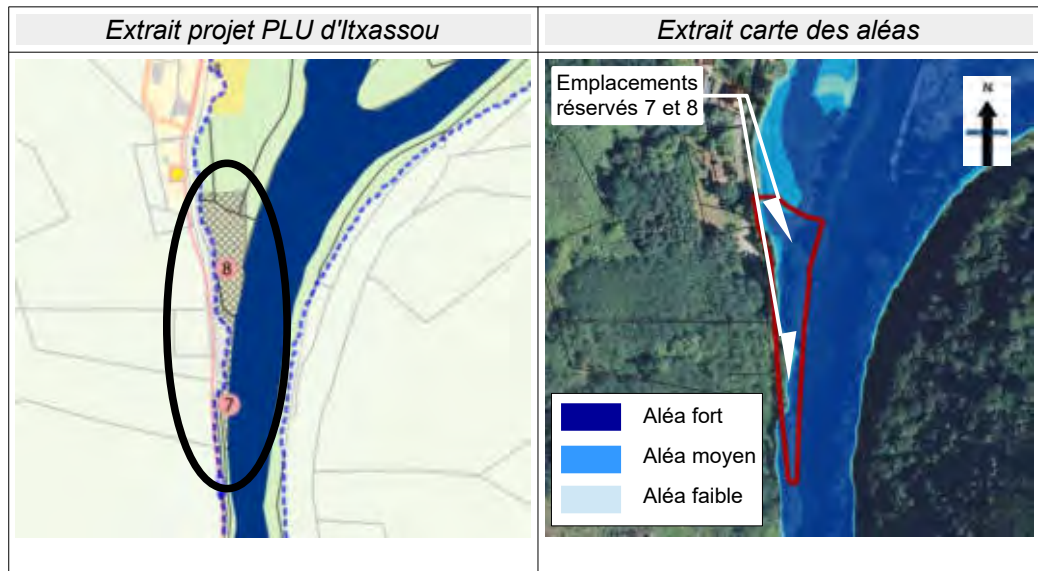 Extrait projet PLU d'Itxassou
Extrait carte des aléas
8
7
Emplacements
réservés 7 et 8
N
Aléa fort
Aléa moyen
Aléa faible